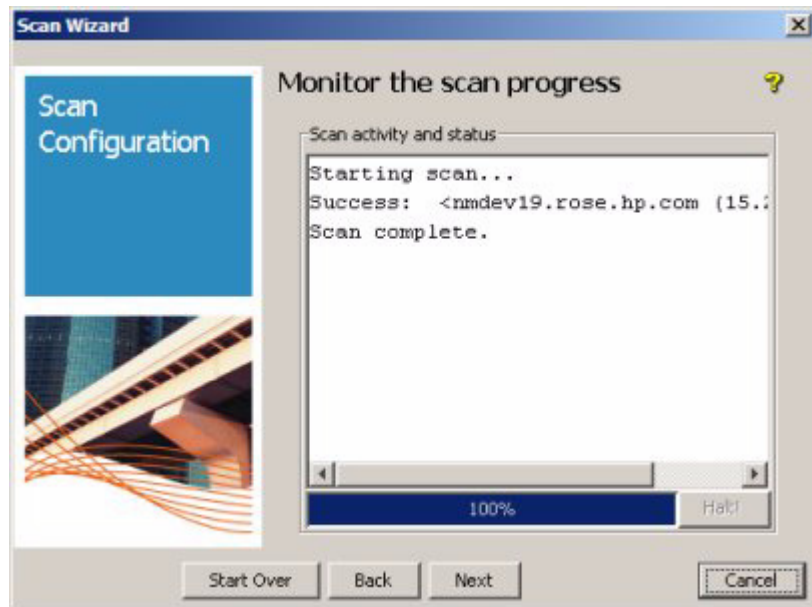 Scan Wizard
Scan
Configuration
Monitor the scan progress
?
Scan activity and status
Starting scan...
Success:  <nmdev19.rose.hp.com (15.
Scan complete.
100%
Halt!
Start Over
Back
Next
Cancel